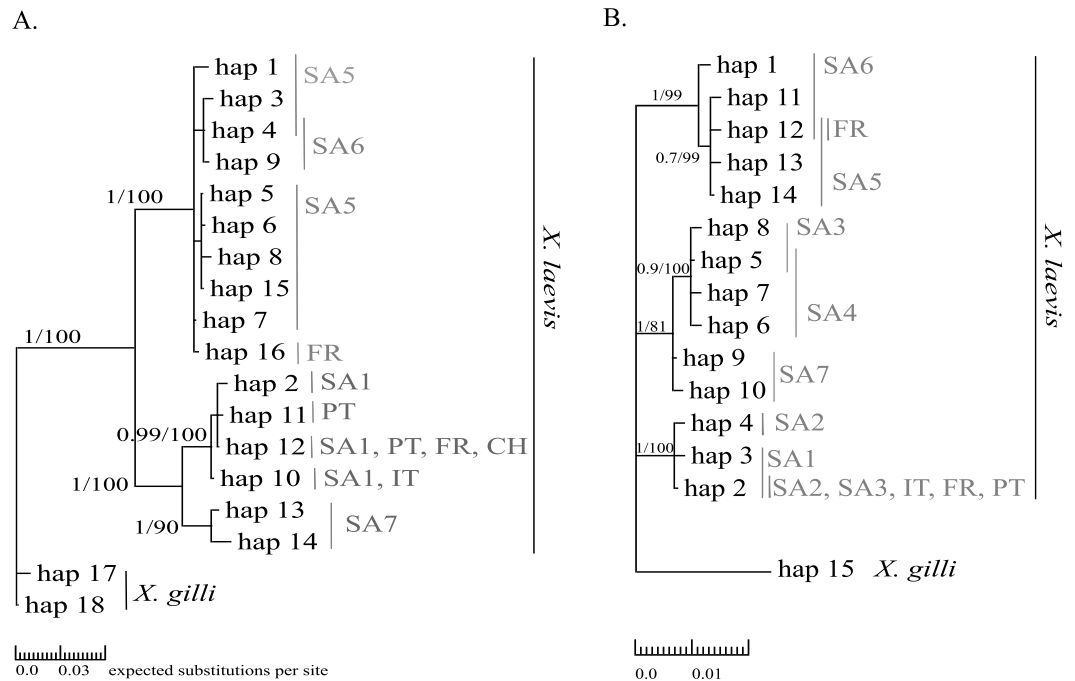 A.
hap 1
SA5
hap 3
hap 4
SA6
hap 9
hap 5
SA5
1/100
hap 6
hap 8
hap 15
hap 7
hap 16 FR
1/100
hap 2 SA1
hap 11 PT
0.99/100
hap 12 SA1, PT, FR, CH
hap 10 SA1, IT
1/100
hap 13
SA7
1/90
hap 14
X. laevis
hap 17
X. gilli
hap 18
0.0 0.03 expected substitutions per site
B.
hap 1 SA6
1/99
hap 11
hap 12 FR
0.7/99
hap 13
SA5
hap 14
hap 8 SA3
0.9/100
hap 5
hap 7
SA4
hap 6
1/81
hap 9
SA7
hap 10
hap 4 SA2
1/100
hap 3 SA1
hap 2 SA2, SA3, IT, FR, PT
X. laevis
hap 15 X. gilli
0.0 0.01